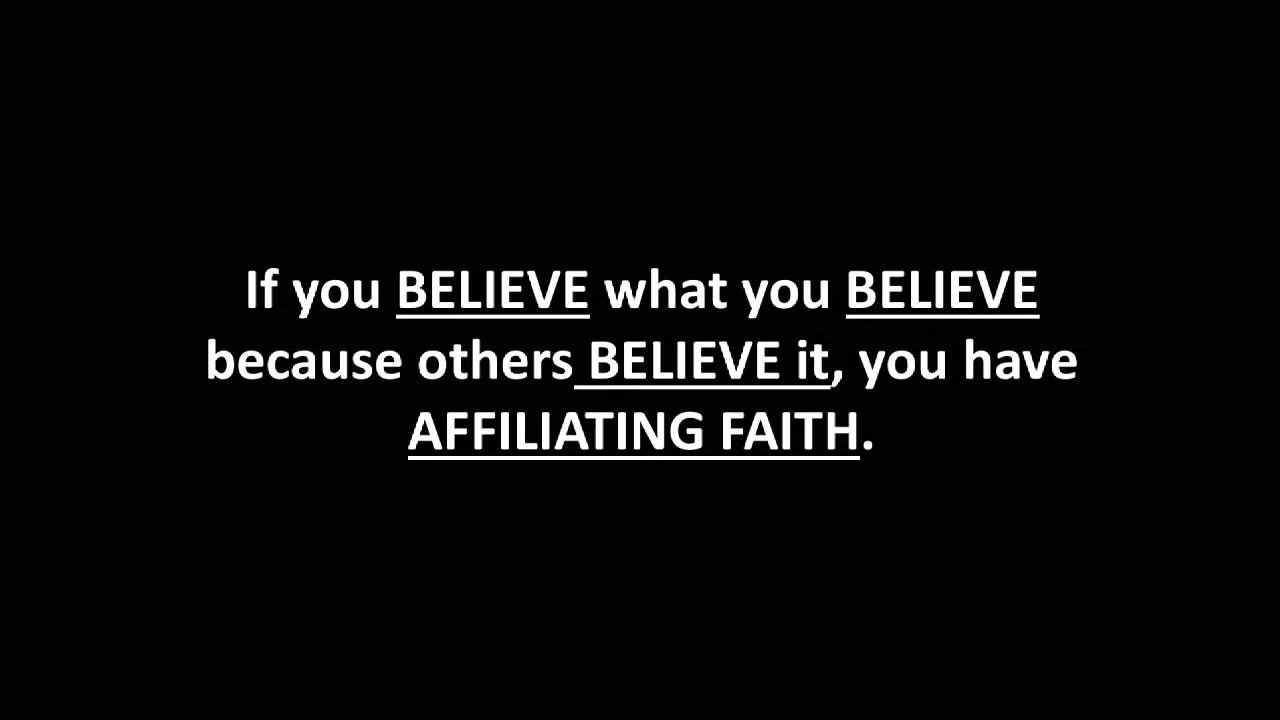 If you BELIEVE what you BELIEVE
because others BELIEVE it, you have
AFFILIATING FAITH.